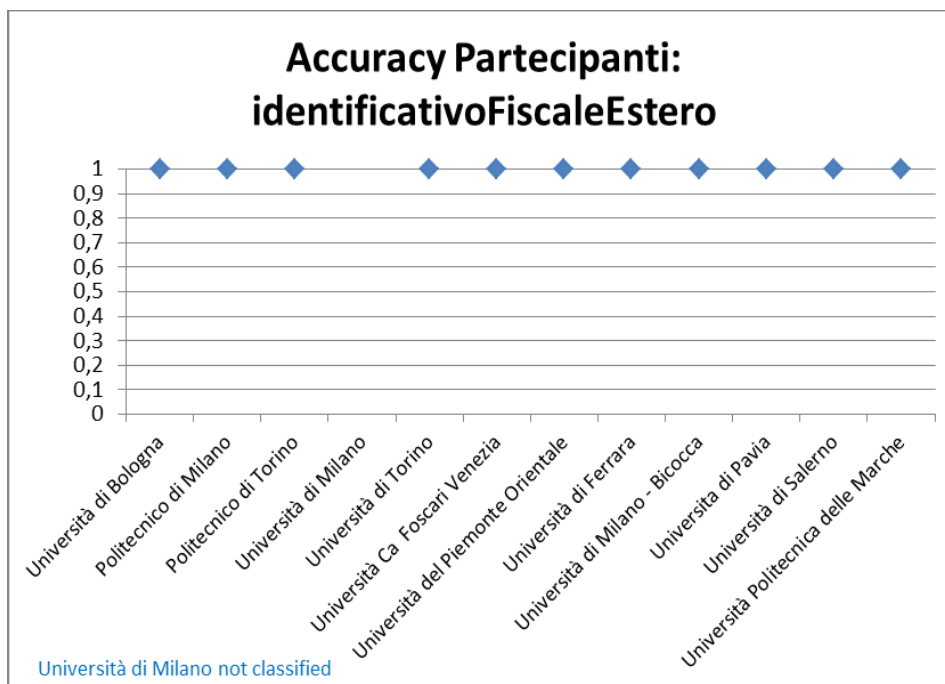 Accuracy Partecipanti:
identificativoFiscaleEstero
1
0,9
0,8
0,7
0,6
0,5
0,4
0,3
0,2
0,1
0
Università di Bologna
Politecnico di Milano
Politecnico di Torino
Università di Milano
Università di Torino
Università Ca Foscari Venezia
Università del Piemonte Orientale
Università di Ferrara
Università di Milano - Bicocca
Universita di Pavia
Università di Salerno
Università Politecnica delle Marche
Università di Milano not classified